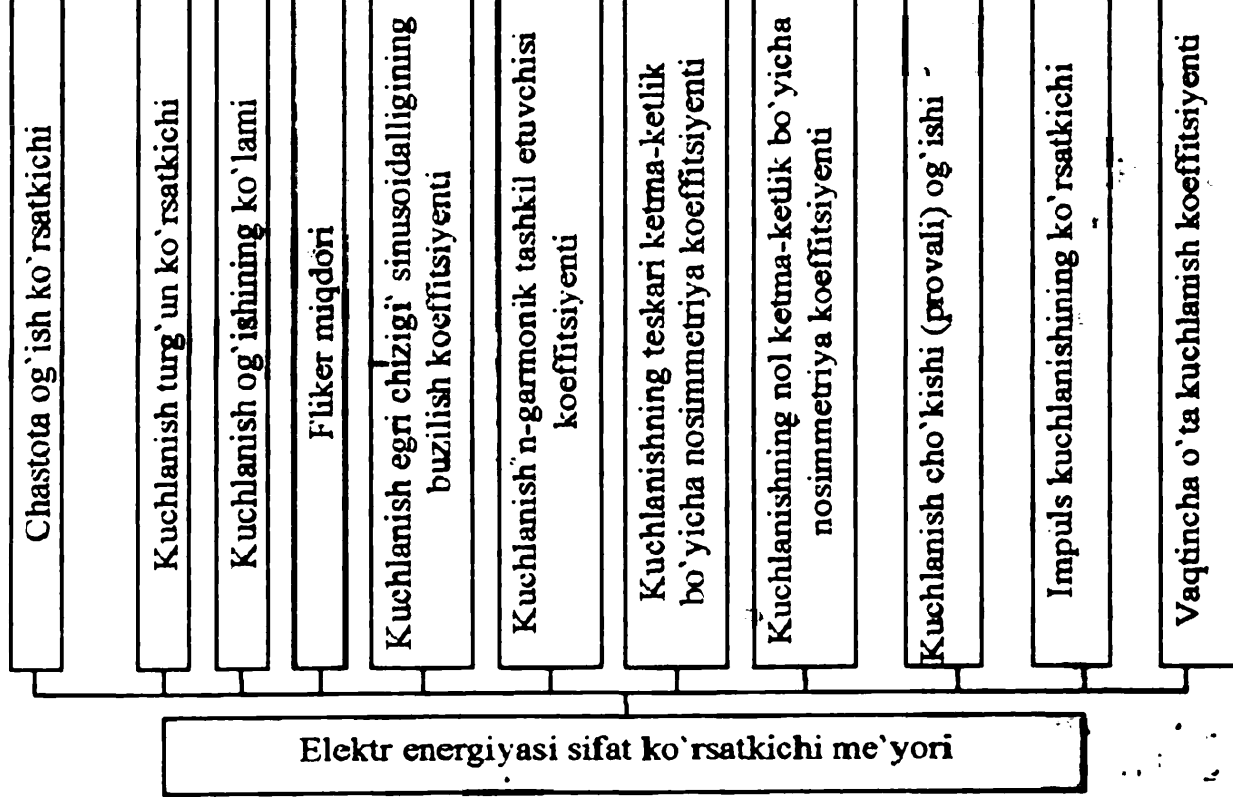 Chastota og`ish ko`rsatkichi
Kuchlanish turg`un ko`rsatkichi
Kuchlanish og`ishining ko`lami
Fliker miqdori
Kuchlanish egri chizigi sinusoidalligining
buzilish koeffitsiyenti
Kuchlanish n-garmonik tashkil etuvchisi
koeffitsiyenti
Kuchlanishning teskari ketma-ketlik
bo`yicha nosimmetriya koeffitsiyenti
Kuchlanishning nol ketma-ketlik bo`yicha
nosimmetriya koeffitsiyenti
Kuchlanish cho`kishi (provali) og`ishi
Impuls kuchlanishining ko`rsatkichi
Vaqtincha o`ta kuchlanish koeffitsiyenti
Elektr energiyasi sifat ko`rsatkichi me'yori